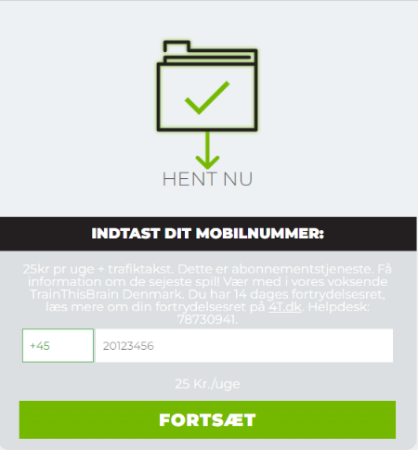 HENT NU
INDTAST DIT MOBILNUMMER:
25kr pr uge + trafiktakst. Dette er abonnementstjeneste. Få
information om de sejeste spil! Vær med i vores voksende
TrainThisBrain Denmark. Du har 14 dages fortrydelsesret,
læs mere om din fortrydelsesret på 4T.dk. Helpdesk:
78730941.
+45 20123456
25 Kr./uge
FORTSÆT